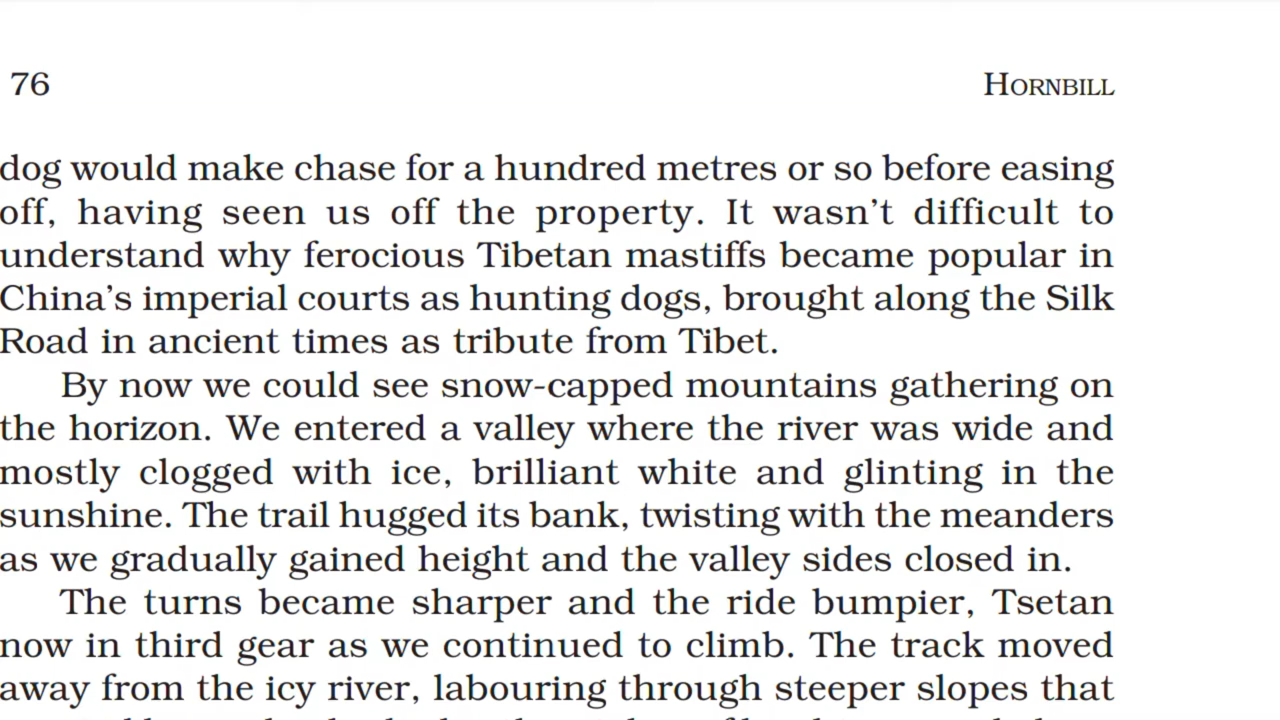 76 HORNBILL
dog would make chase for a hundred metres or so before easing
off, having seen us off the property. It wasn't difficult to
understand why ferocious Tibetan mastiffs became popular in
China's imperial courts as hunting dogs, brought along the Silk
Road in ancient times as tribute from Tibet.
By now we could see snow-capped mountains gathering on
the horizon. We entered a valley where the river was wide and
mostly clogged with ice, brilliant white and glinting in the
sunshine. The trail hugged its bank, twisting with the meanders
as we gradually gained height and the valley sides closed in.
The turns became sharper and the ride bumpier, Tsetan
now in third gear as we continued to climb. The track moved
away from the icy river, labouring through steeper slopes that